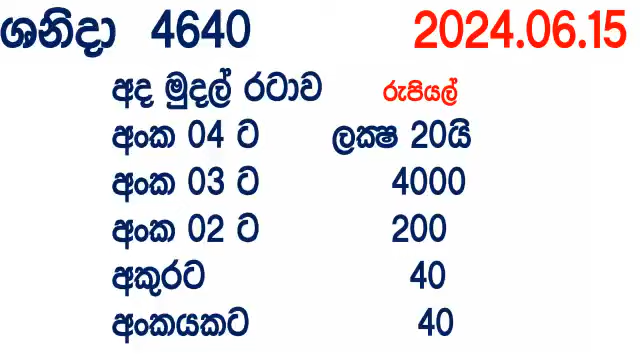 ශනිදා 4640 2024.06.15
අද මුදල් රටාව රුපියල්
අංක 04 ට ලක්‍ෂ 20යි
අංක 03 ට 4000
අංක 02 ට 200
අකුරට 40
අංකයකට 40